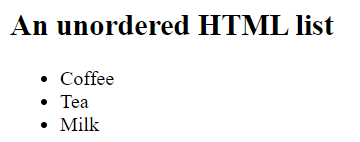 An unordered HTML list
• Coffee
• Tea
• Milk